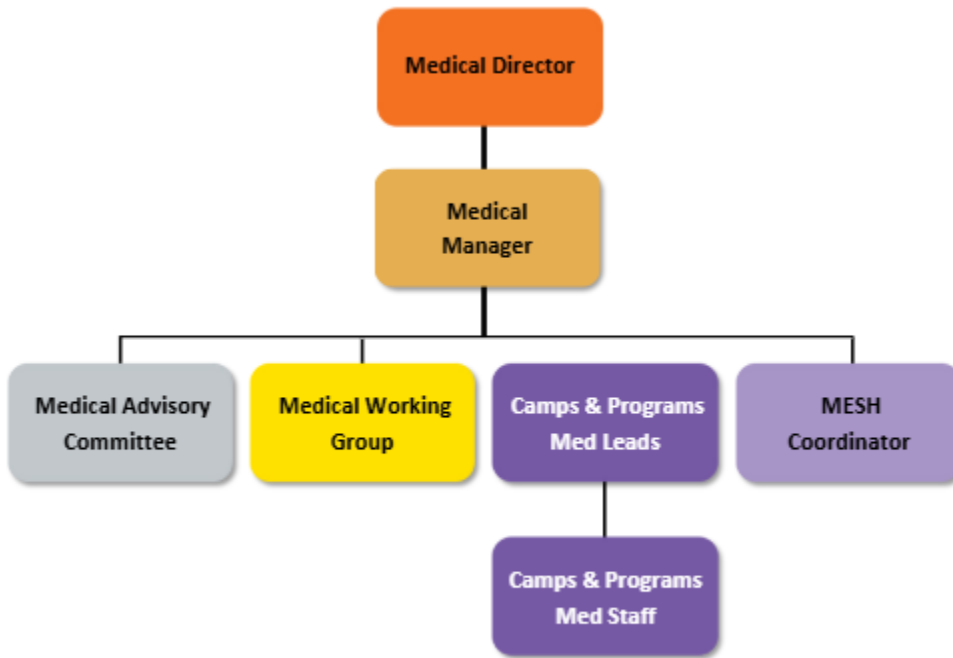 Medical Director
Medical
Manager
Medical Advisory
Committee
Medical Working
Group
Camps & Programs
Med Leads
MESH
Coordinator
Camps & Programs
Med Staff